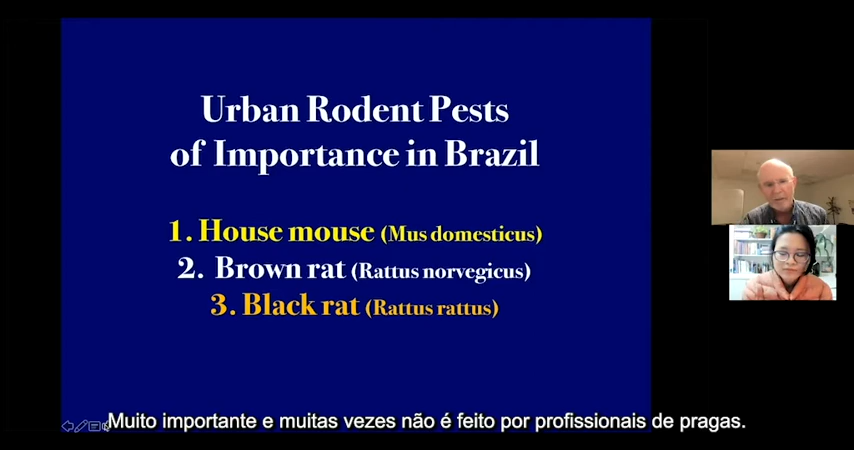 Urban Rodent Pests
of Importance in Brazil
1. House mouse (Mus domesticus)
2. Brown rat (Rattus norvegicus)
3. Black rat (Rattus rattus)
Muito importante e muitas vezes não é feito por profissionais de pragas.